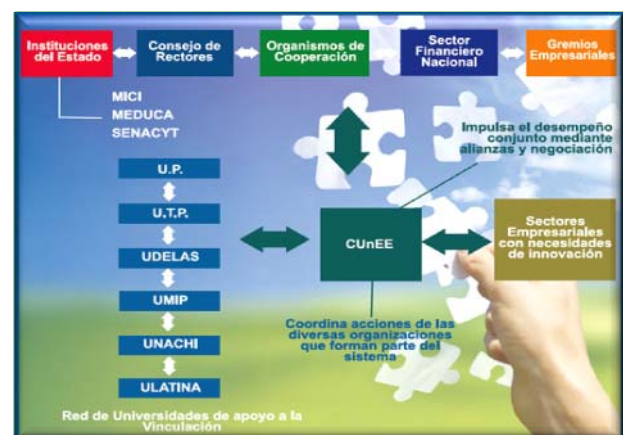 Instituciones
del Estado
Consejo de
Rectores
Organismos de
Cooperación
Sector
Financiero
Nacional
Gremios
Empresariales
MICI
MEDUCA
SENACYT
Impulsa el desempeño
conjunto mediante
alianzas y negociación
U.P.
U.T.P.
UDELAS
UMIP
UNACHI
ULATINA
CUnEE
Sectores
Empresariales
con necesidades
de innovación
Coordina acciones de las
diversas organizaciones
que forman parte del
sistema
Red de Universidades de apoyo a la
Vinculación